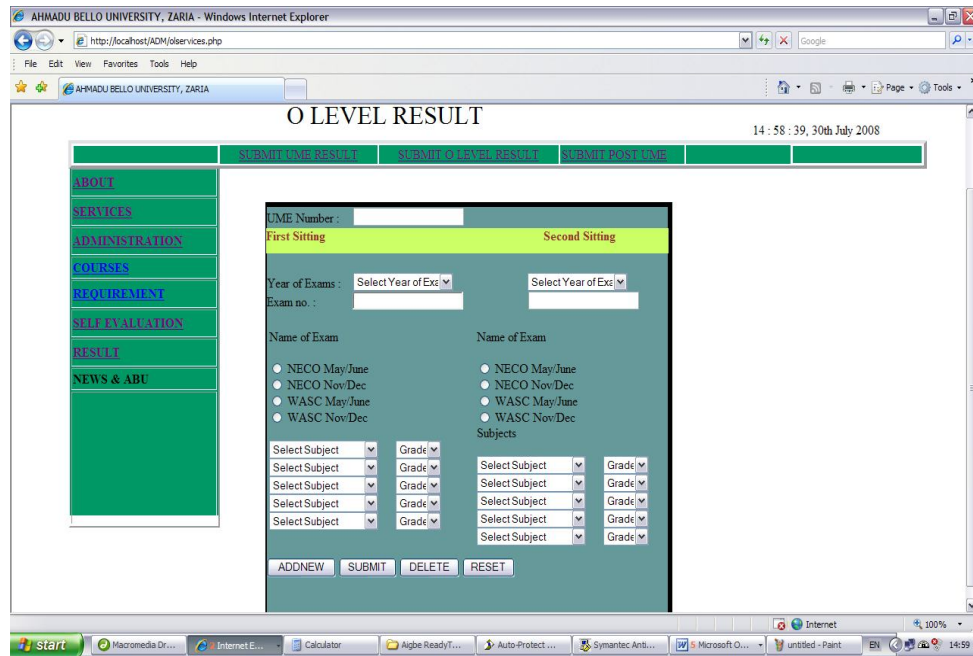 AHMADU BELLO UNIVERSITY, ZARIA - Windows Internet Explorer
http://localhost/ADM/olservices.php
Google
File Edit View Favorites Tools Help
AHMADU BELLO UNIVERSITY, ZARIA
Page Tools
O LEVEL RESULT
14 : 58 : 39, 30th July 2008
SUBMIT UME RESULT SUBMIT O LEVEL RESULT SUBMIT POST UME
ABOUT
SERVICES
ADMINISTRATION
COURSES
REQUIREMENT
SELF EVALUATION
RESULT
NEWS & ABU
UME Number :
First Sitting Second Sitting
Year of Exams : Select Year of Exa Select Year of Exa
Exam no. :
Name of Exam Name of Exam
NECO May/June NECO May/June
NECO Nov/Dec NECO Nov/Dec
WASC May/June WASC May/June
WASC Nov/Dec WASC Nov/Dec
Subjects
Select Subject Grade Select Subject Grade
Select Subject Grade Select Subject Grade
Select Subject Grade Select Subject Grade
Select Subject Grade Select Subject Grade
Select Subject Grade Select Subject Grade
ADDNEW SUBMIT DELETE RESET
Internet 100%
start Macromedia Dr... 2 Internet E... Calculator Aigbe ReadyT... Auto-Protect ... Symantec Anti... 5 Microsoft O... untitled - Paint EN 14:59